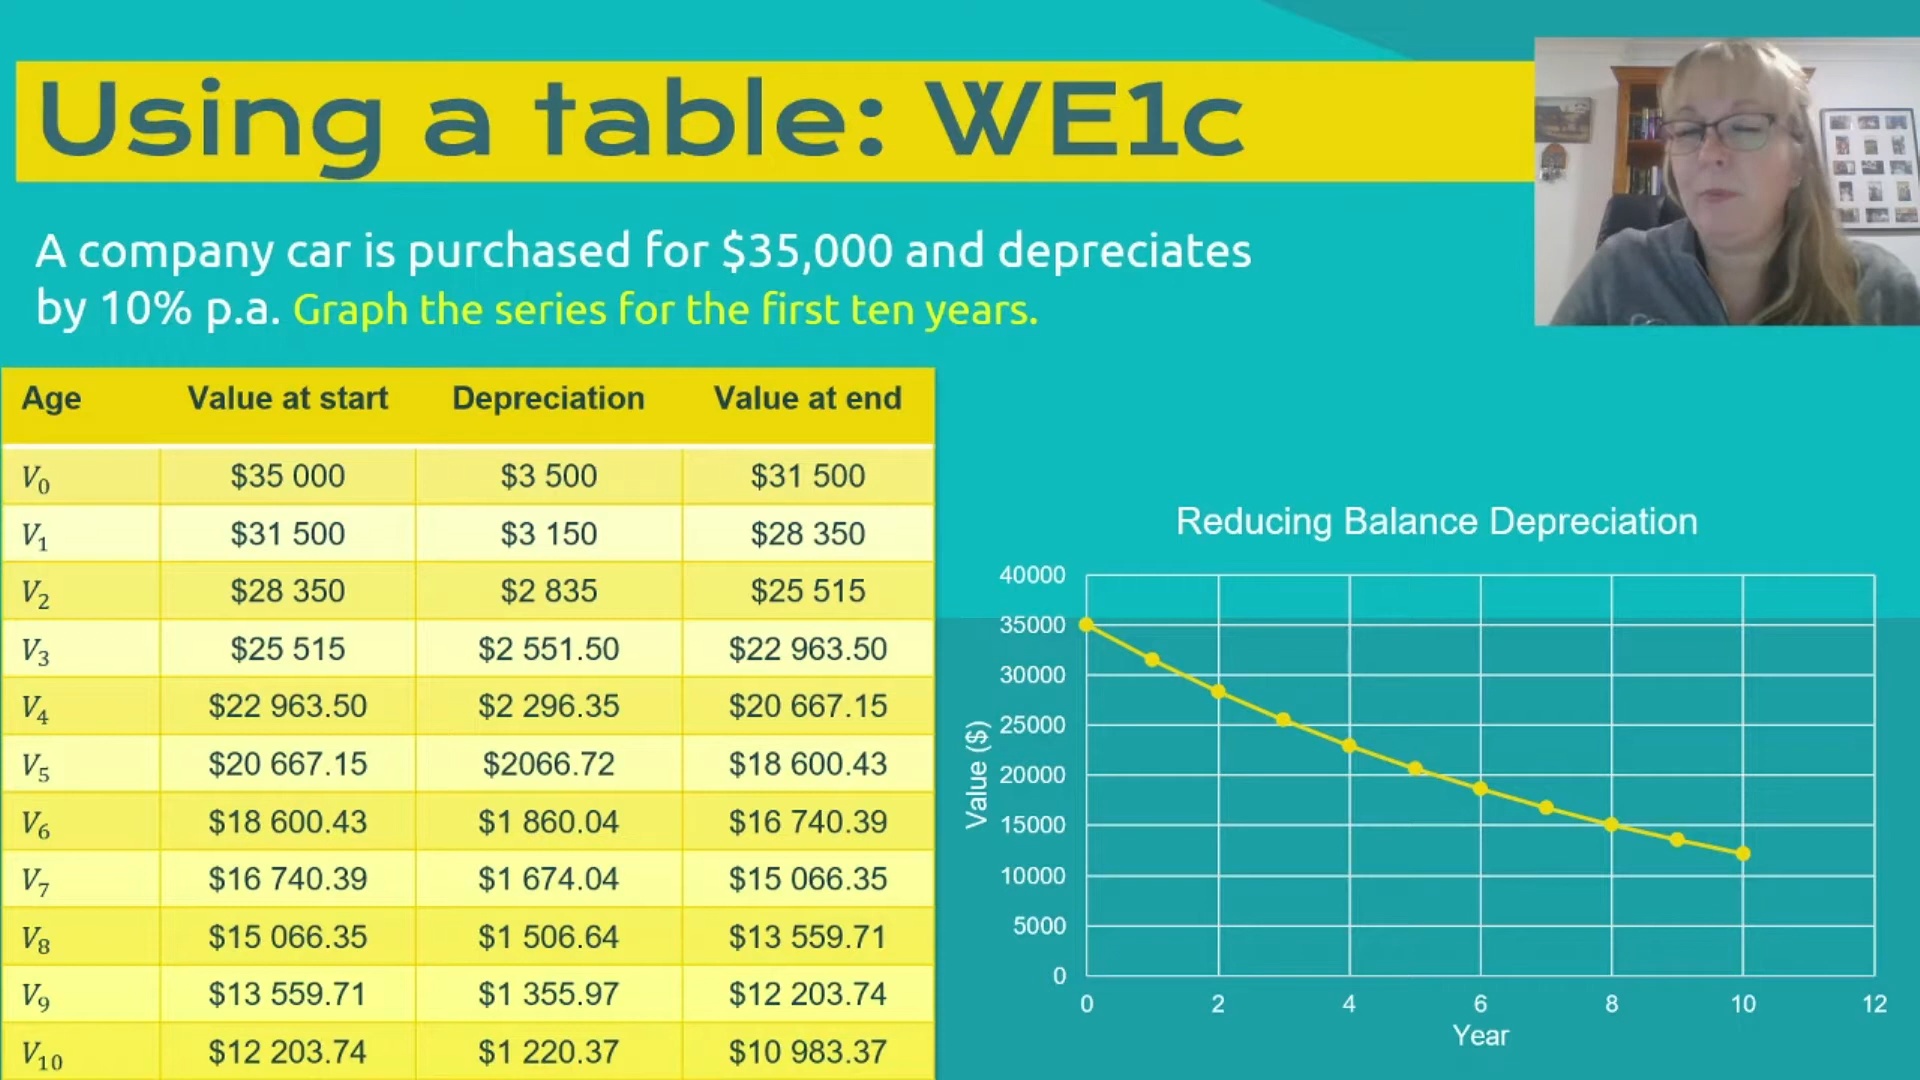 Using a table: WE1c
A company car is purchased for $35,000 and depreciates
by 10% p.a. Graph the series for the first ten years.
Age Value at start Depreciation Value at end
V0 $35 000 $3 500 $31 500
V1 $31 500 $3 150 $28 350
V2 $28 350 $2 835 $25 515
V3 $25 515 $2 551.50 $22 963.50
V4 $22 963.50 $2 296.35 $20 667.15
V5 $20 667.15 $2066.72 $18 600.43
V6 $18 600.43 $1 860.04 $16 740.39
V7 $16 740.39 $1 674.04 $15 066.35
V8 $15 066.35 $1 506.64 $13 559.71
V9 $13 559.71 $1 355.97 $12 203.74
V10 $12 203.74 $1 220.37 $10 983.37
Reducing Balance Depreciation
Value ($)
40000
35000
30000
25000
20000
15000
10000
5000
0
0 2 4 6 8 10 12
Year